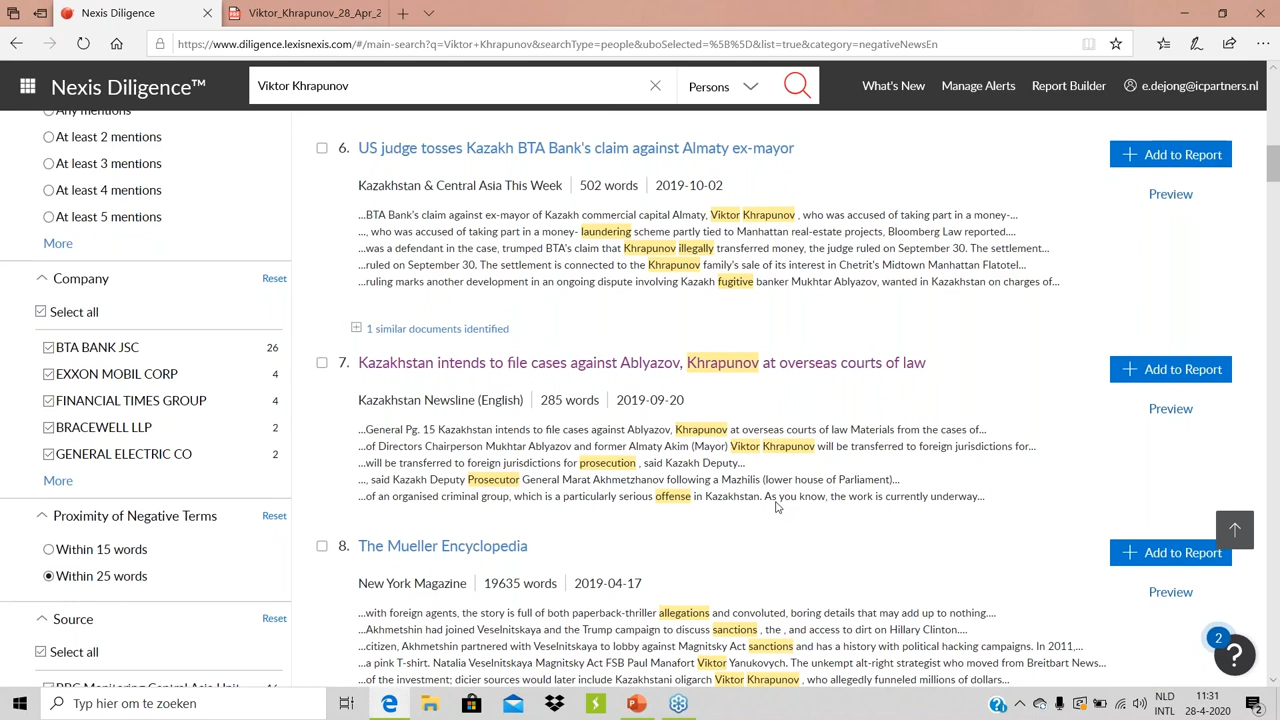 Nexis Diligence
Viktor_Khrapunov_28_Apr_2
https://www.diligence.lexisnexis.com/#/main-search?q=Viktor+Khrapunov&searchType=people&uboSelected=%5B%5D&list=true&category=negativeNewsEn
Nexis Diligence™
Viktor Khrapunov
Persons
What's New
Manage Alerts
Report Builder
e.dejong@icpartners.nl
Any mentions
At least 2 mentions
At least 3 mentions
At least 4 mentions
At least 5 mentions
More
Company Reset
Select all
BTA BANK JSC 26
EXXON MOBIL CORP 4
FINANCIAL TIMES GROUP 4
BRACEWELL LLP 2
GENERAL ELECTRIC CO 2
More
Proximity of Negative Terms Reset
Within 15 words
Within 25 words
Source Reset
Select all
6. US judge tosses Kazakh BTA Bank's claim against Almaty ex-mayor
Add to Report
Kazakhstan & Central Asia This Week 502 words 2019-10-02
Preview
...BTA Bank's claim against ex-mayor of Kazakh commercial capital Almaty, Viktor Khrapunov , who was accused of taking part in a money-...
..., who was accused of taking part in a money- laundering scheme partly tied to Manhattan real-estate projects, Bloomberg Law reported....
...was a defendant in the case, trumped BTA's claim that Khrapunov illegally transferred money, the judge ruled on September 30. The settlement...
...ruled on September 30. The settlement is connected to the Khrapunov family's sale of its interest in Chetrit's Midtown Manhattan Flatotel...
...ruling marks another development in an ongoing dispute involving Kazakh fugitive banker Mukhtar Ablyazov, wanted in Kazakhstan on charges of...
1 similar documents identified
7. Kazakhstan intends to file cases against Ablyazov, Khrapunov at overseas courts of law
Add to Report
Kazakhstan Newsline (English) 285 words 2019-09-20
Preview
...General Pg. 15 Kazakhstan intends to file cases against Ablyazov, Khrapunov at overseas courts of law Materials from the cases of...
...of Directors Chairperson Mukhtar Ablyazov and former Almaty Akim (Mayor) Viktor Khrapunov will be transferred to foreign jurisdictions for...
...will be transferred to foreign jurisdictions for prosecution , said Kazakh Deputy...
..., said Kazakh Deputy Prosecutor General Marat Akhmetzhanov following a Mazhilis (lower house of Parliament)...
...of an organised criminal group, which is a particularly serious offense in Kazakhstan. As you know, the work is currently underway...
8. The Mueller Encyclopedia
Add to Report
New York Magazine 19635 words 2019-04-17
Preview
...with foreign agents, the story is full of both paperback-thriller allegations and convoluted, boring details that may add up to nothing....
...Akhmetshin had joined Veselnitskaya and the Trump campaign to discuss sanctions , the , and access to dirt on Hillary Clinton....
...citizen, Akhmetshin partnered with Veselnitskaya to lobby against Magnitsky Act sanctions and has a history with political hacking campaigns. In 2011,...
...a pink T-shirt. Natalia Veselnitskaya Magnitsky Act FSB Paul Manafort Viktor Yanukovych. The unkempt alt-right strategist who moved from Breitbart News...
...of the investment; dicier sources would later include Kazakhstani oligarch Viktor Khrapunov , who allegedly funneled millions of dollars...
2
?
Typ hier om te zoeken
NLD
INTL
11:31
28-4-2020
2